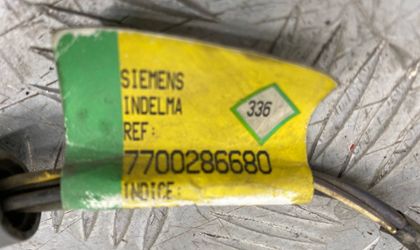 SIEMENS
INDELMA
336
REF:
7700286680
INDICE: